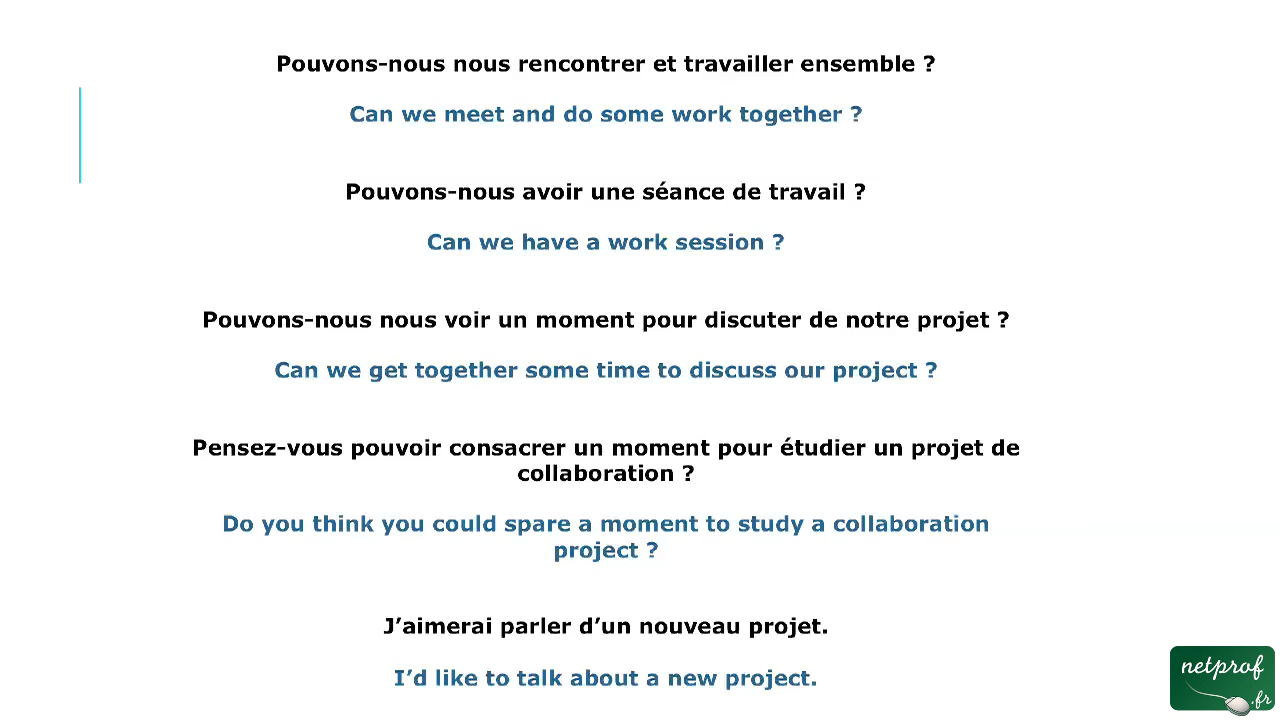 Pouvons-nous nous rencontrer et travailler ensemble ?
Can we meet and do some work together ?
Pouvons-nous avoir une séance de travail ?
Can we have a work session ?
Pouvons-nous nous voir un moment pour discuter de notre projet ?
Can we get together some time to discuss our project ?
Pensez-vous pouvoir consacrer un moment pour étudier un projet de
collaboration ?
Do you think you could spare a moment to study a collaboration
project ?
J’aimerai parler d’un nouveau projet.
I’d like to talk about a new project.
netprof
.fr